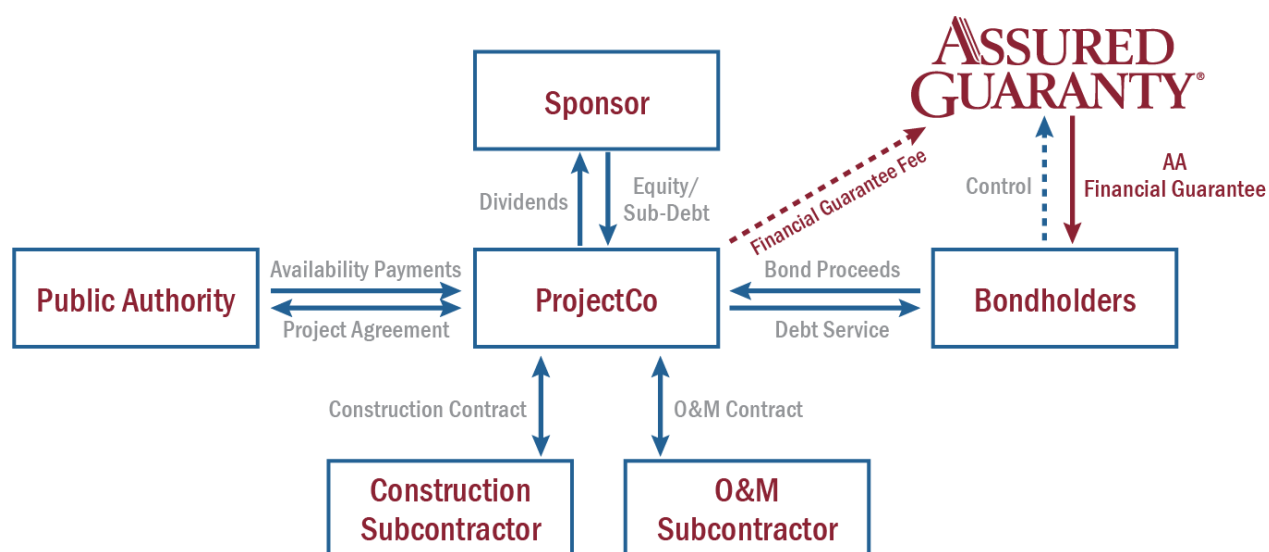 ASSURED
GUARANTY®
Sponsor
Financial Guarantee Fee
AA
Financial Guarantee
Control
Dividends
Equity/
Sub-Debt
Public Authority
Availability Payments
Project Agreement
ProjectCo
Bond Proceeds
Debt Service
Bondholders
Construction Contract
O&M Contract
Construction
Subcontractor
O&M
Subcontractor